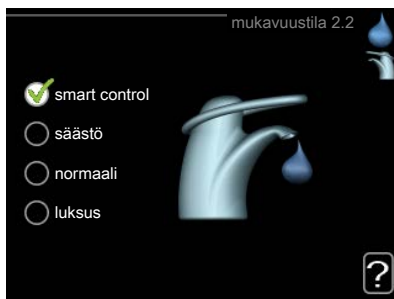 mukavuustila 2.2
smart control
säästö
normaali
luksus
?